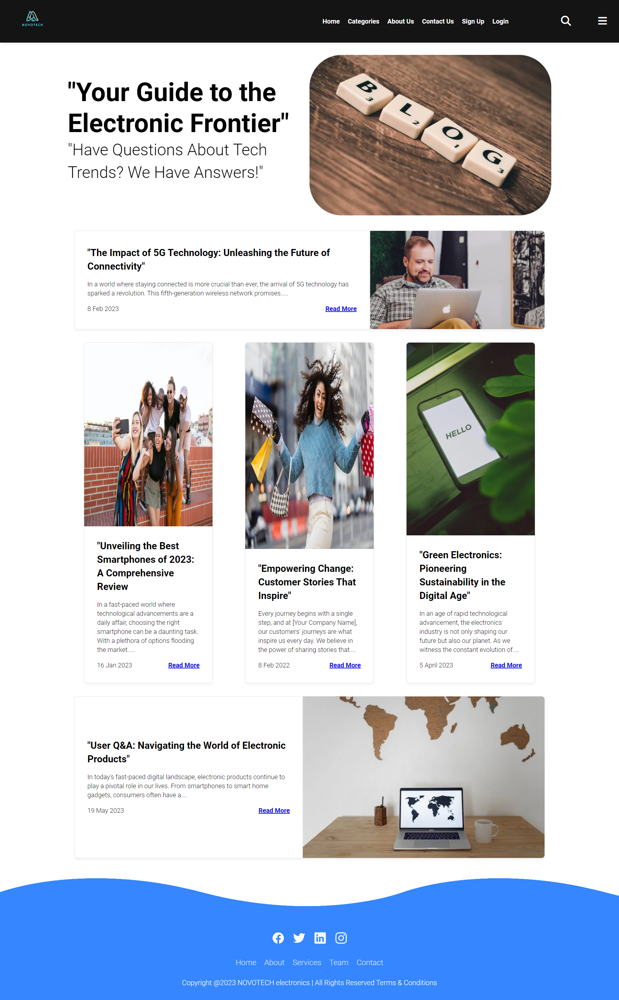 NOVOTECH
Home Categories About Us Contact Us Sign Up Login
"Your Guide to the
Electronic Frontier"
"Have Questions About Tech
Trends? We Have Answers!"
B 3
L 2
O 1
G 3
"The Impact of 5G Technology: Unleashing the Future of
Connectivity"
In a world where staying connected is more crucial than ever, the arrival of 5G technology has
sparked a revolution. This fifth-generation wireless network promises.....
8 Feb 2023 Read More
"Unveiling the Best
Smartphones of 2023:
A Comprehensive
Review
In a fast-paced world where
technological advancements are a
daily affair, choosing the right
smartphone can be a daunting task.
With a plethora of options flooding
the market.....
16 Jan 2023 Read More
"Empowering Change:
Customer Stories That
Inspire"
Every journey begins with a single
step, and at [Your Company Name],
our customers' journeys are what
inspire us every day. We believe in
the power of sharing stories that....
8 Feb 2022 Read More
HELLO
"Green Electronics:
Pioneering
Sustainability in the
Digital Age"
In an age of rapid technological
advancement, the electronics
industry is not only shaping our
future but also our planet. As we
witness the constant evolution of....
5 April 2023 Read More
"User Q&A: Navigating the World of Electronic
Products"
In today's fast-paced digital landscape, electronic products continue to
play a pivotal role in our lives. From smartphones to smart home
gadgets, consumers often have a....
19 May 2023 Read More
Home About Services Team Contact
Copyright @2023 NOVOTECH electronics | All Rights Reserved Terms & Conditions